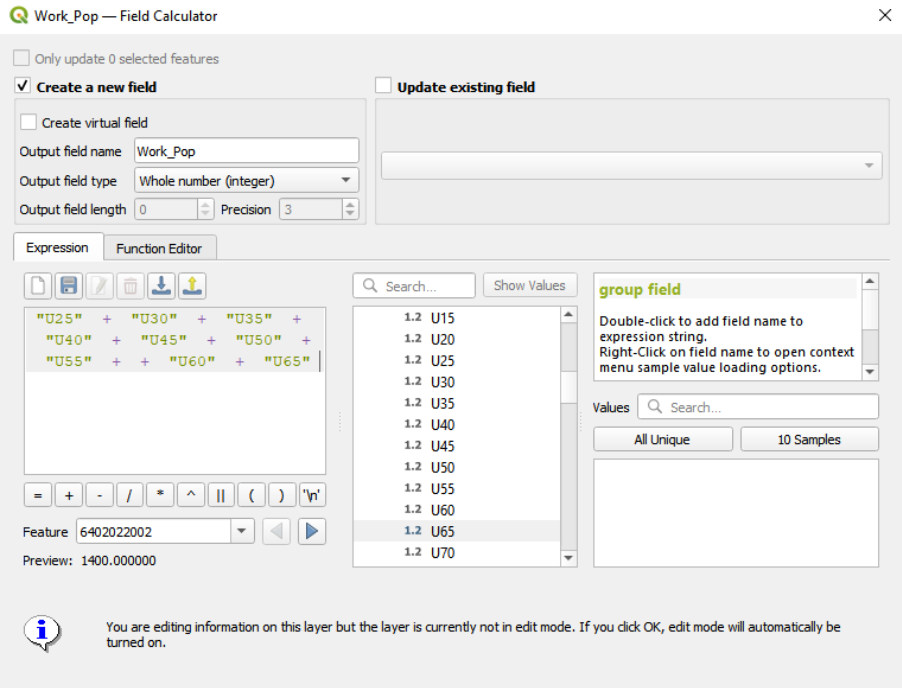 Work_Pop — Field Calculator
Only update 0 selected features
Create a new field
Update existing field
Create virtual field
Output field name Work_Pop
Output field type Whole number (integer)
Output field length 0 Precision 3
Expression Function Editor
Search... Show Values
"U25" + "U30" + "U35" +
"U40" + "U45" + "U50" +
"U55" + + "U60" + "U65"
1.2 U15
1.2 U20
1.2 U25
1.2 U30
1.2 U35
1.2 U40
1.2 U45
1.2 U50
1.2 U55
1.2 U60
1.2 U65
1.2 U70
group field
Double-click to add field name to
expression string.
Right-Click on field name to open context
menu sample value loading options.
Values Search...
All Unique 10 Samples
= + - / * ^ || ( ) '\n'
Feature 6402022002
Preview: 1400.000000
You are editing information on this layer but the layer is currently not in edit mode. If you click OK, edit mode will automatically be
turned on.